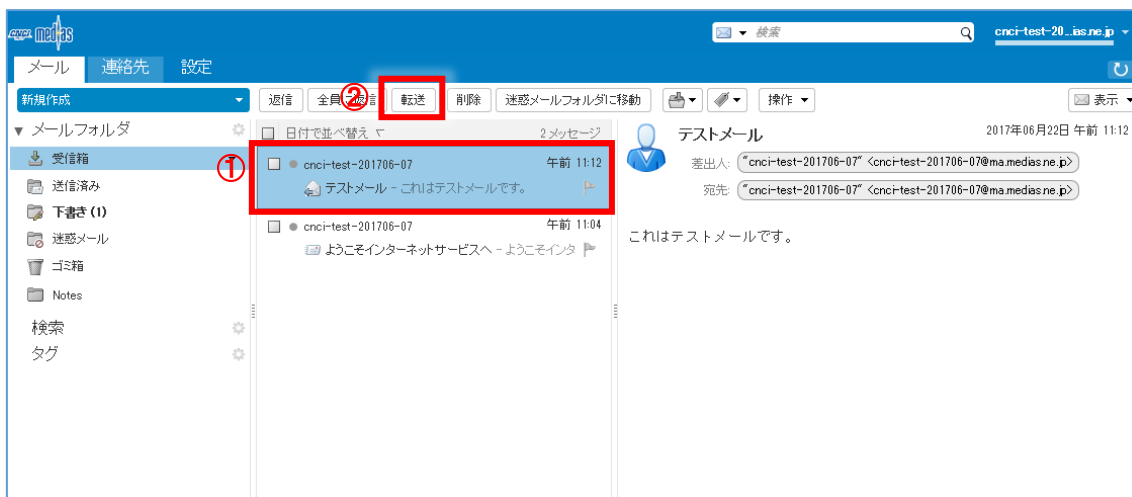 cnci medias
検索
cnci-test-20...ias.ne.jp
メール 連絡先 設定
新規作成
返信 全員に返信 転送 削除 迷惑メールフォルダに移動 操作 表示
②
メールフォルダ
受信箱
送信済み
下書き (1)
迷惑メール
ゴミ箱
Notes
検索
タグ
日付で並べ替え 2 メッセージ
①
cnci-test-201706-07 午前 11:12
テストメール - これはテストメールです。
cnci-test-201706-07 午前 11:04
ようこそインターネットサービスへ - ようこそインタ
テストメール 2017年06月22日 午前 11:12
差出人: "cnci-test-201706-07" <cnci-test-201706-07@ma.medias.ne.jp>
宛先: "cnci-test-201706-07" <cnci-test-201706-07@ma.medias.ne.jp>
これはテストメールです。